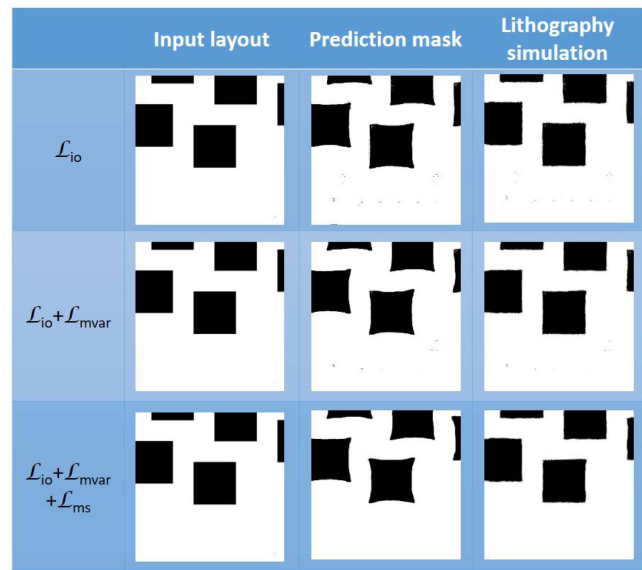 Input layout
Prediction mask
Lithography
simulation
ℒio
ℒio+ℒmvar
ℒio+ℒmvar
+ℒms